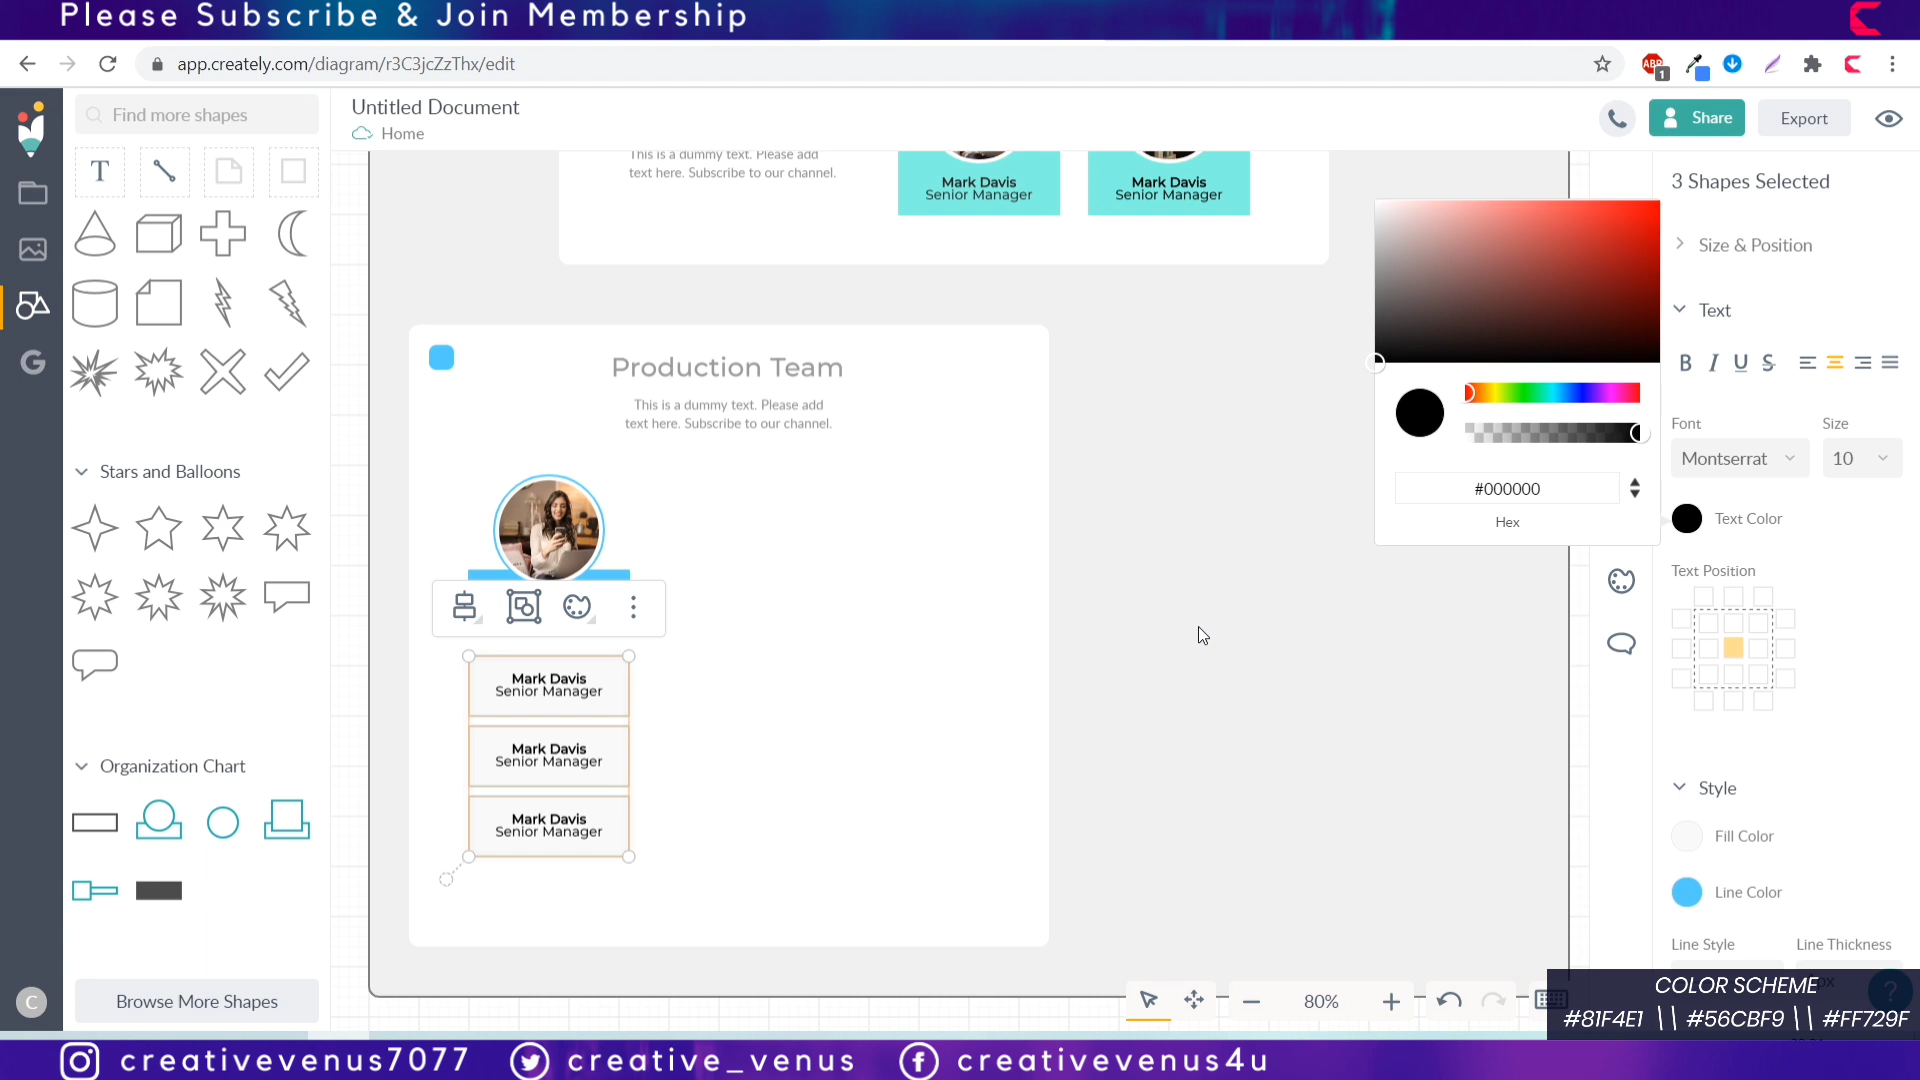 Please Subscribe & Join Membership
app.creately.com/diagram/r3C3jcZzThx/edit
ABP
1
Find more shapes
Untitled Document
Home
Share
Export
T
This is a dummy text. Please add
text here. Subscribe to our channel.
Mark Davis
Senior Manager
Mark Davis
Senior Manager
3 Shapes Selected
Size & Position
Text
B I U S
Font
Size
Montserrat
10
#000000
Hex
Text Color
Text Position
Production Team
This is a dummy text. Please add
text here. Subscribe to our channel.
Stars and Balloons
Mark Davis
Senior Manager
Mark Davis
Senior Manager
Mark Davis
Senior Manager
Organization Chart
Style
Fill Color
Line Color
Line Style
Line Thickness
Browse More Shapes
C
80%
?
COLOR SCHEME
#81F4E1 \\ #56CBF9 \\ #FF729F
creativevenus7077
creative_venus
creativevenus4u